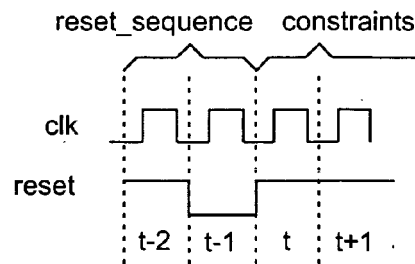 reset_sequence constraints
clk
reset
t-2 t-1 t t+1